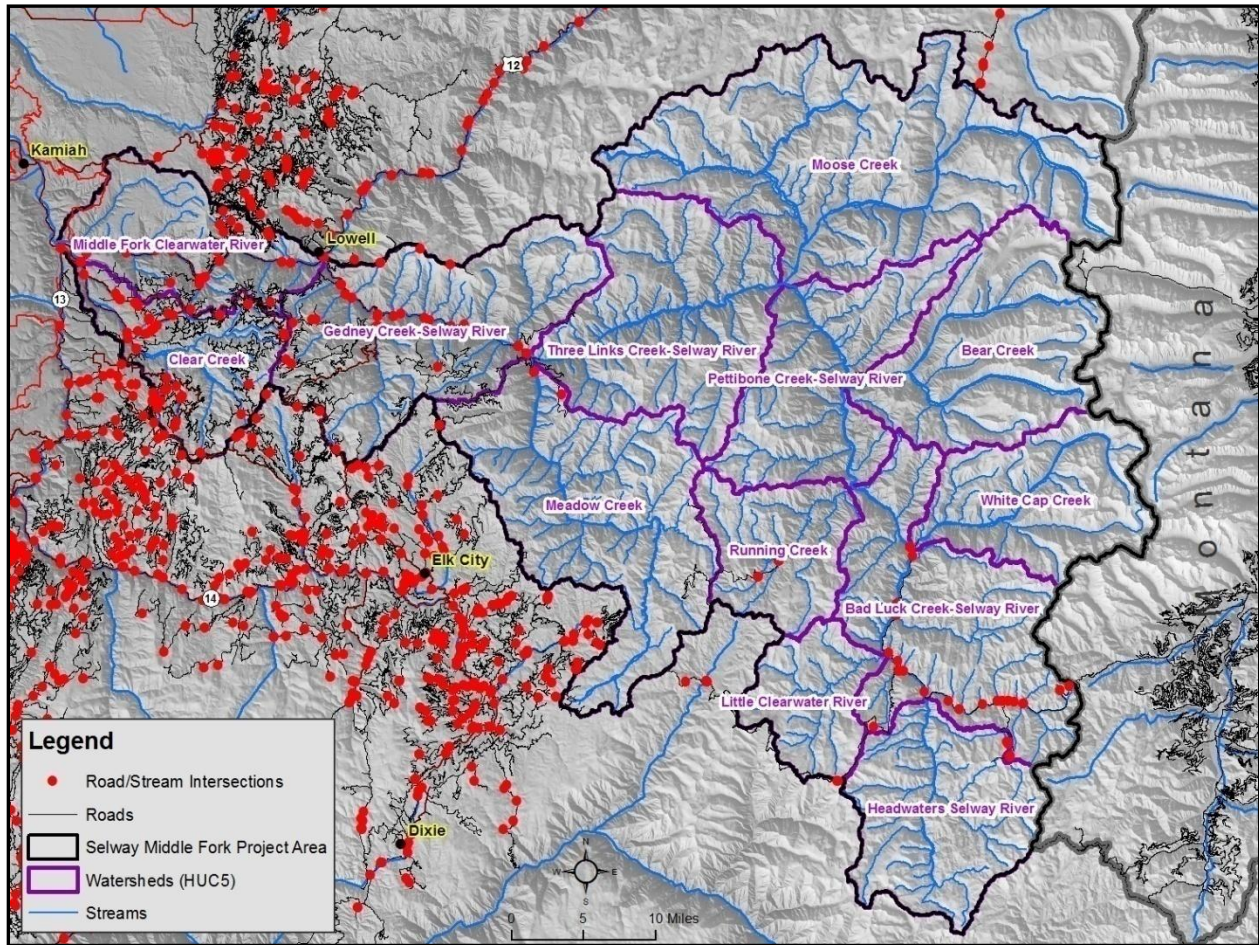 12
Kamiah
Moose Creek
Middle Fork Clearwater River
Lowell
13
Gedney Creek-Selway River
Three Links Creek-Selway River
Clear Creek
Pettibone Creek-Selway River
Bear Creek
Montana
Meadow Creek
White Cap Creek
Running Creek
Elk City
14
Bad Luck Creek-Selway River
Little Clearwater River
Headwaters Selway River
Dixie
Legend
Road/Stream Intersections
Roads
Selway Middle Fork Project Area
Watersheds (HUC5)
Streams
N
W
E
S
0 5 10 Miles